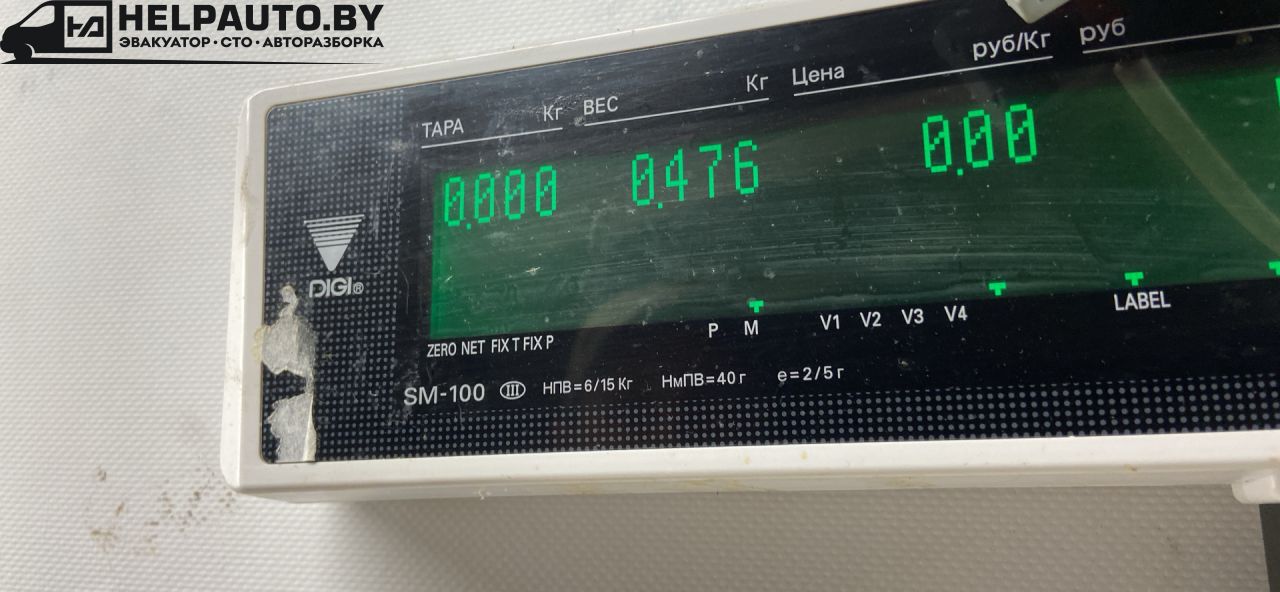 HELPAUTO.BY
ЭВАКУАТОР · СТО · АВТОРАЗБОРКА
ТАРА Кг ВЕС Кг Цена руб/Кг руб
0.000 0.476 0.00
DIGI®
P M V1 V2 V3 V4 LABEL
ZERO NET FIX T FIX P
SM-100 III НПВ=6/15 Кг НмПВ=40 г е=2/5 г